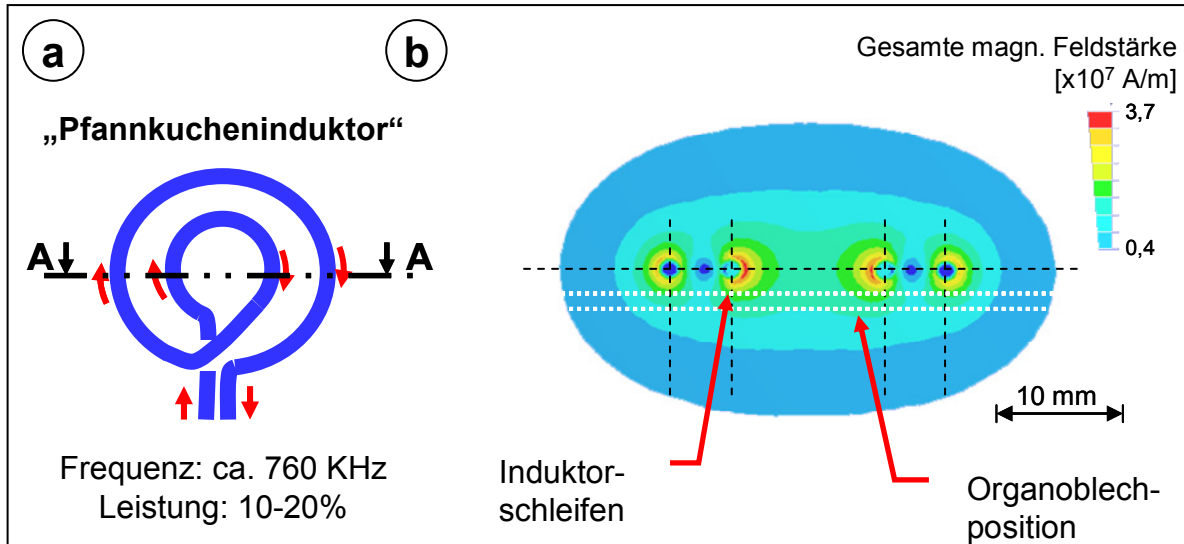 a
„Pfannkucheninduktor“
A A
Frequenz: ca. 760 KHz
Leistung: 10-20%
b
Gesamte magn. Feldstärke
[x10⁷ A/m]
3,7
0,4
10 mm
Induktor-
schleifen
Organoblech-
position